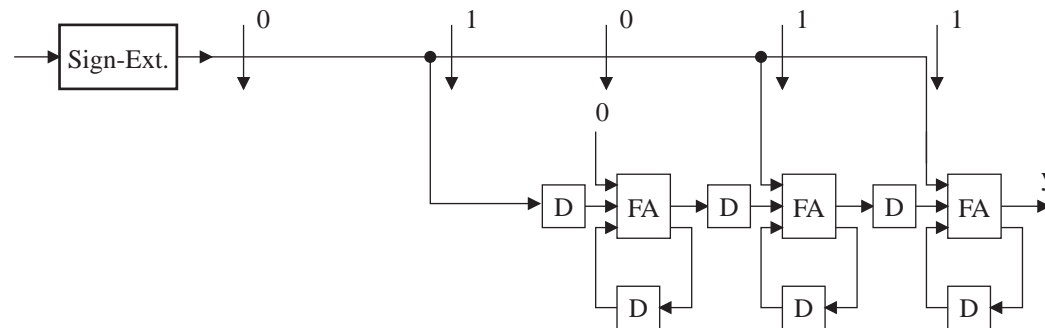 0 1 0 1 1
Sign-Ext.
0
D FA D FA D FA y
D D D